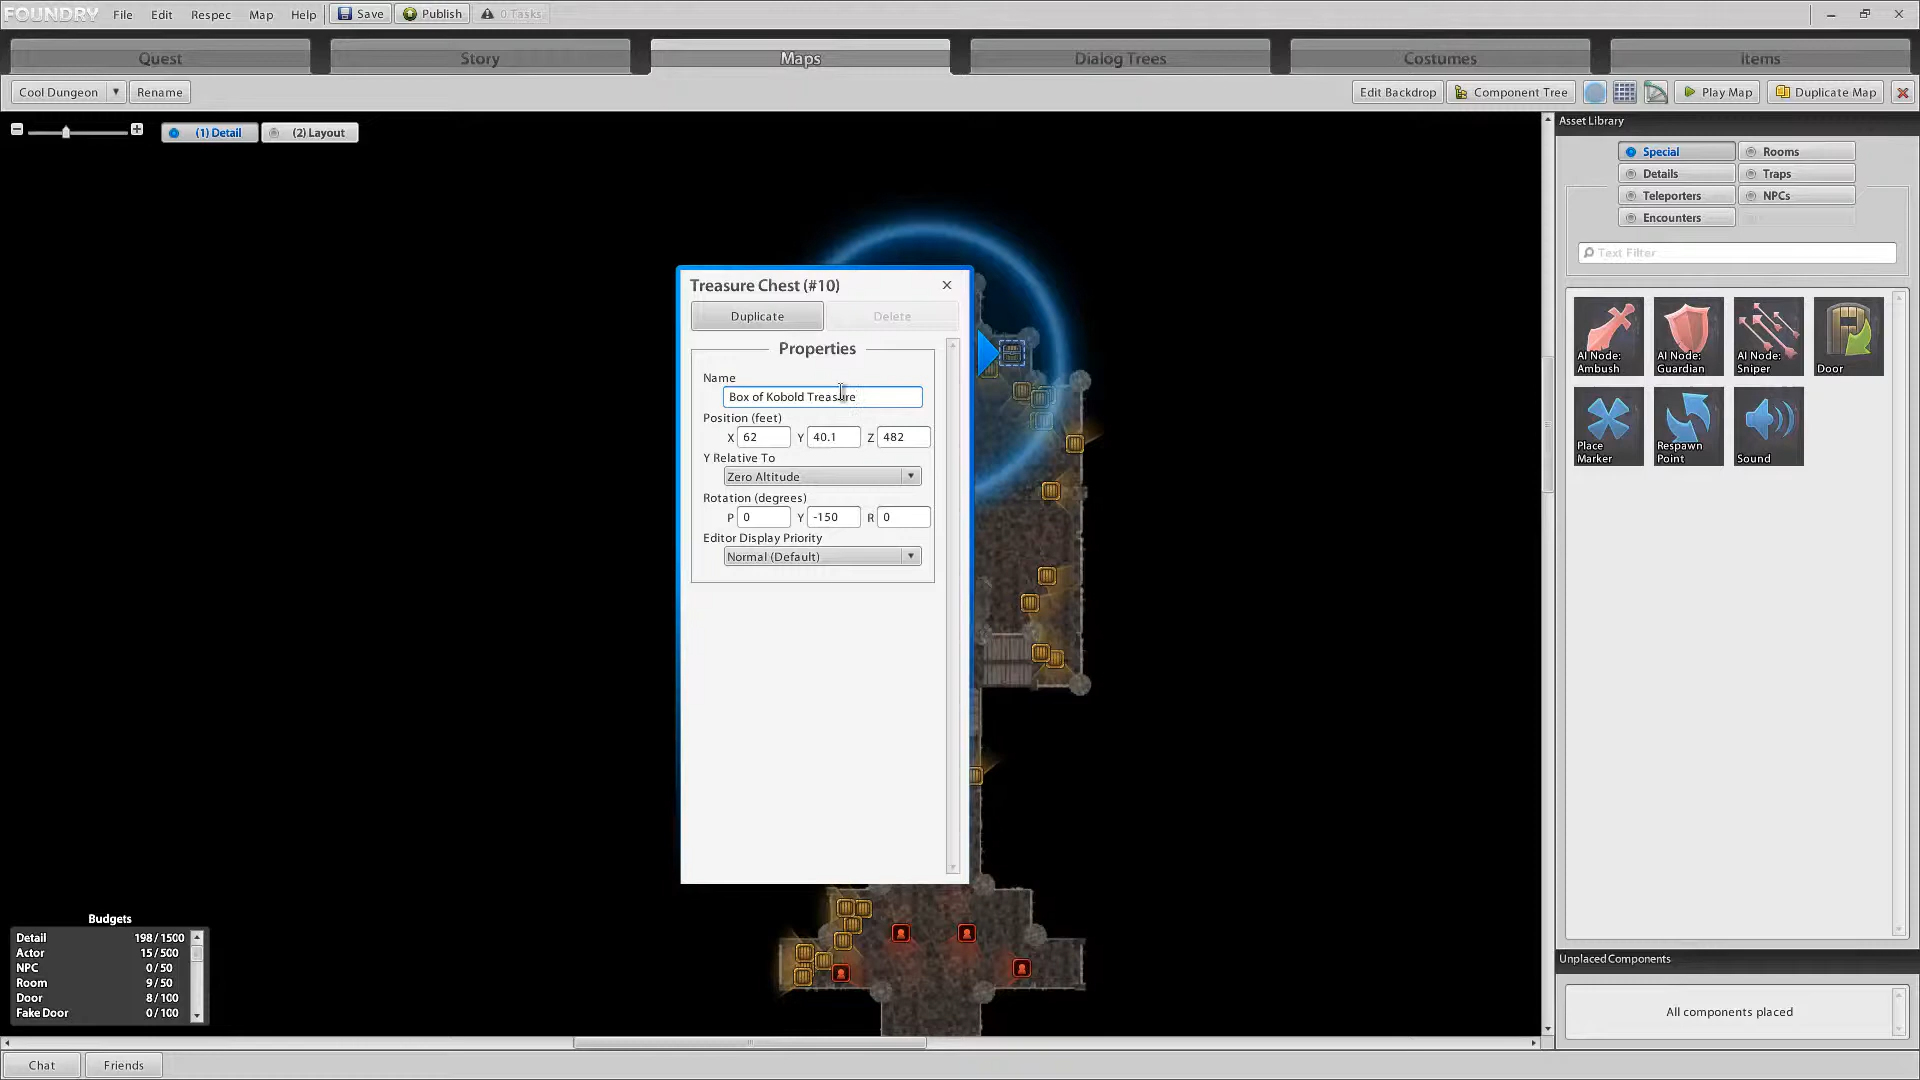 FOUNDRY File Edit Respec Map Help Save Publish 0 Tasks
Quest Story Maps Dialog Trees Costumes Items
Cool Dungeon Rename Edit Backdrop Component Tree Play Map Duplicate Map
(1) Detail (2) Layout
Asset Library
Special Rooms
Details Traps
Teleporters NPCs
Encounters
Text Filter
AI Node: Ambush
AI Node: Guardian
AI Node: Sniper
Door
Place Marker
Respawn Point
Sound
Treasure Chest (#10)
Duplicate Delete
Properties
Name
Box of Kobold Treasure
Position (feet)
X 62 Y 40.1 Z 482
Y Relative To
Zero Altitude
Rotation (degrees)
P 0 Y -150 R 0
Editor Display Priority
Normal (Default)
Budgets
Detail 198/1500
Actor 15/500
NPC 0/50
Room 9/50
Door 8/100
Fake Door 0/100
Unplaced Components
All components placed
Chat Friends